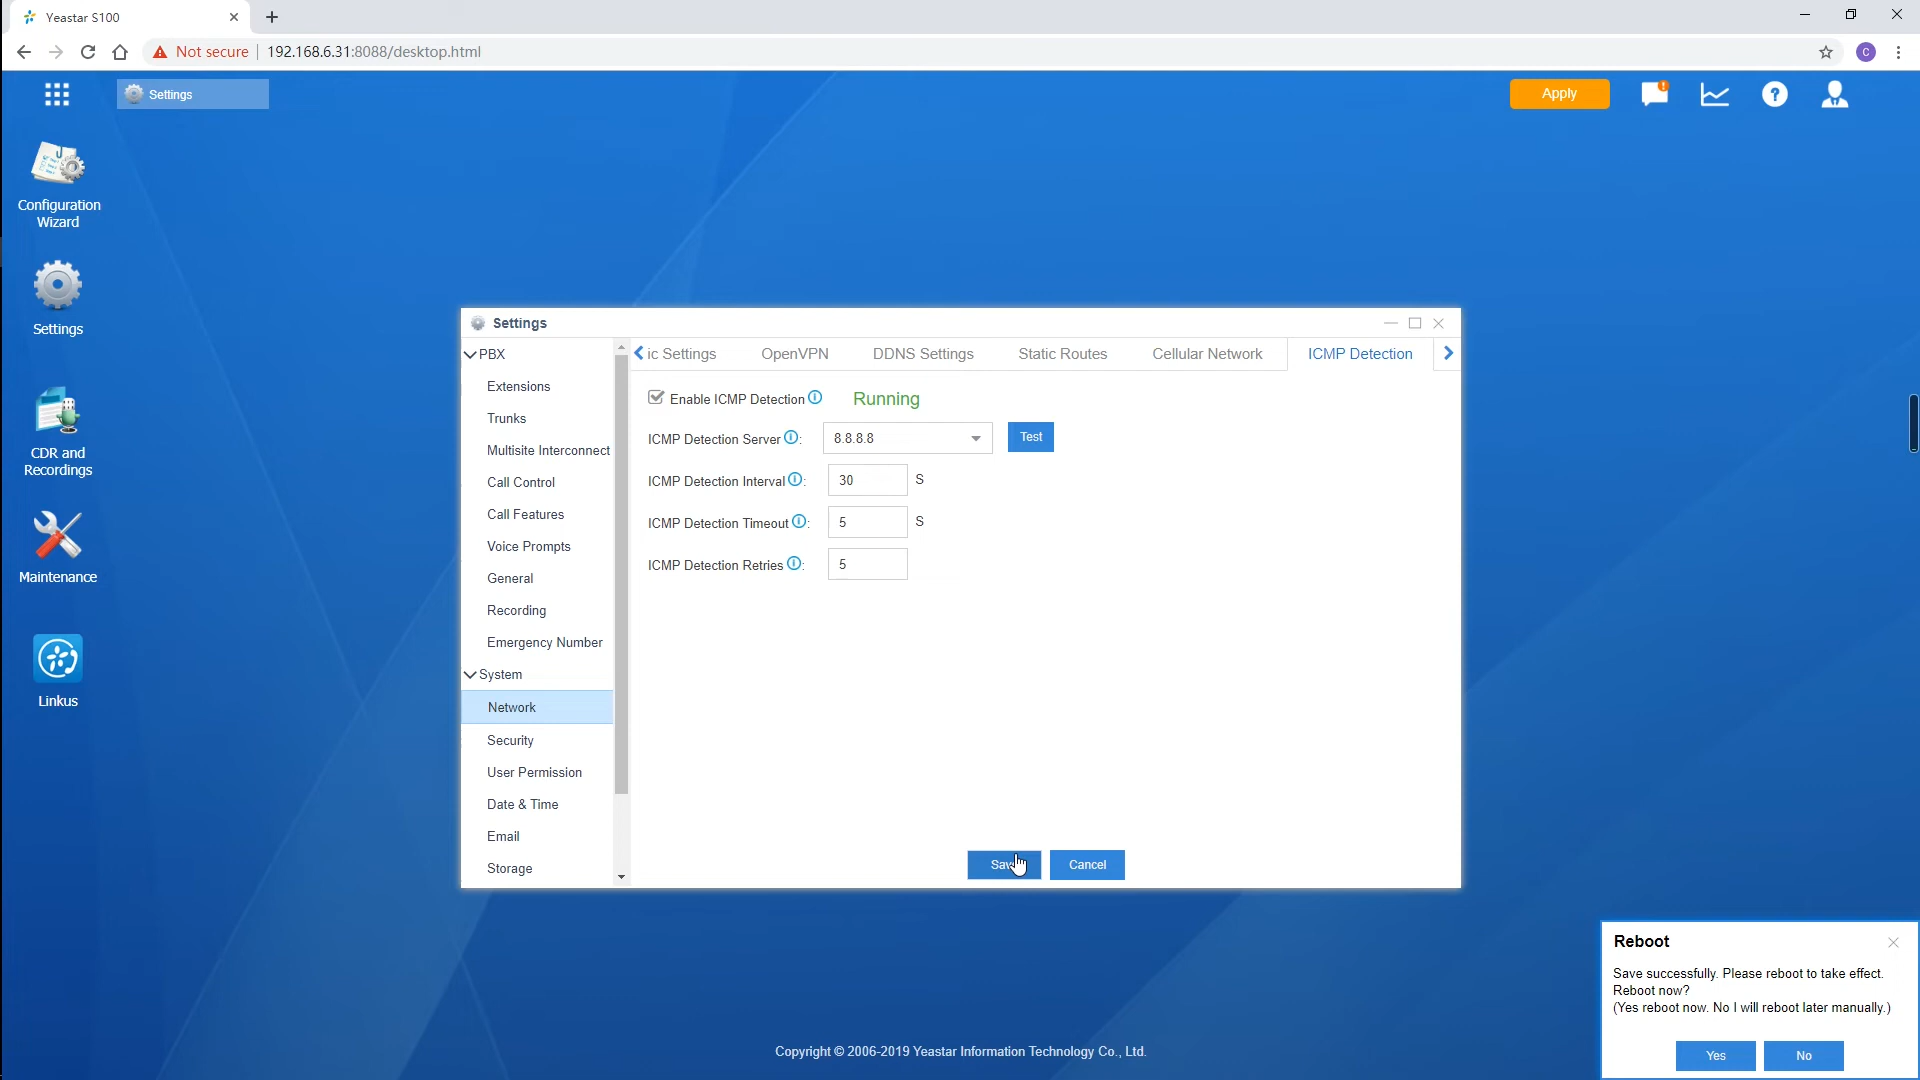 Yeastar S100
Not secure | 192.168.6.31:8088/desktop.html
C
Settings
Apply
Configuration
Wizard
Settings
CDR and
Recordings
Maintenance
Linkus
Settings
PBX
Extensions
Trunks
Multisite Interconnect
Call Control
Call Features
Voice Prompts
General
Recording
Emergency Number
System
Network
Security
User Permission
Date & Time
Email
Storage
ic Settings OpenVPN DDNS Settings Static Routes Cellular Network ICMP Detection
Enable ICMP Detection Running
ICMP Detection Server : 8.8.8.8 Test
ICMP Detection Interval : 30 S
ICMP Detection Timeout : 5 S
ICMP Detection Retries : 5
Cancel
Reboot
Save successfully. Please reboot to take effect.
Reboot now?
(Yes reboot now. No I will reboot later manually.)
Yes No
Copyright © 2006-2019 Yeastar Information Technology Co., Ltd.